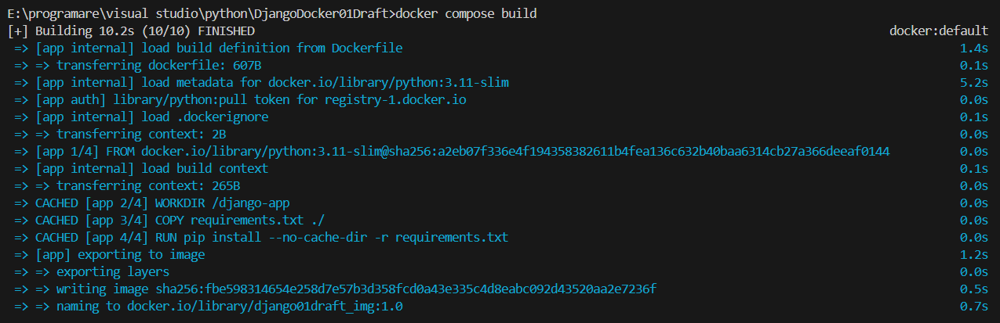 E:\programare\visual studio\python\DjangoDocker01Draft>docker compose build
[+] Building 10.2s (10/10) FINISHED docker:default
=> [app internal] load build definition from Dockerfile 1.4s
=> => transferring dockerfile: 607B 0.1s
=> [app internal] load metadata for docker.io/library/python:3.11-slim 5.2s
=> [app auth] library/python:pull token for registry-1.docker.io 0.0s
=> [app internal] load .dockerignore 0.1s
=> => transferring context: 2B 0.0s
=> [app 1/4] FROM docker.io/library/python:3.11-slim@sha256:a2eb07f336e4f194358382611b4fea136c632b40baa6314cb27a366deeaf0144 0.0s
=> [app internal] load build context 0.1s
=> => transferring context: 265B 0.0s
=> CACHED [app 2/4] WORKDIR /django-app 0.0s
=> CACHED [app 3/4] COPY requirements.txt ./ 0.0s
=> CACHED [app 4/4] RUN pip install --no-cache-dir -r requirements.txt 0.0s
=> [app] exporting to image 1.2s
=> => exporting layers 0.0s
=> => writing image sha256:fbe598314654e258d7e57b3d358fcd0a43e335c4d8eabc092d43520aa2e7236f 0.5s
=> => naming to docker.io/library/django01draft_img:1.0 0.7s